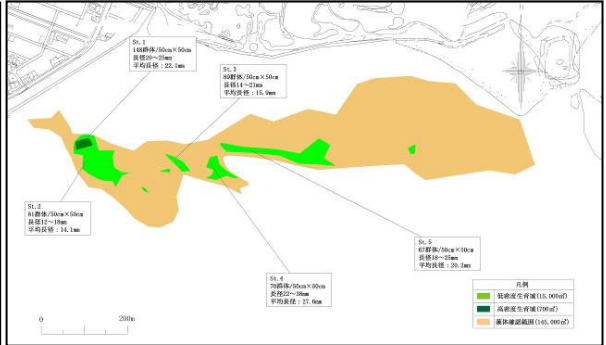 St.1
148群体/50cm×50cm
長径20～25mm
平均長径：22.1mm
St.3
89群体/50cm×50cm
長径14～21mm
平均長径：15.9mm
St.2
81群体/50cm×50cm
長径12～18mm
平均長径：14.1mm
St.5
67群体/50cm×50cm
長径18～25mm
平均長径：20.2mm
St.4
70群体/50cm×50cm
長径22～38mm
平均長径：27.6mm
凡例
低密度生育域(15,000㎡)
高密度生育域(700㎡)
藻体確認範囲(145,000㎡)
0 200m